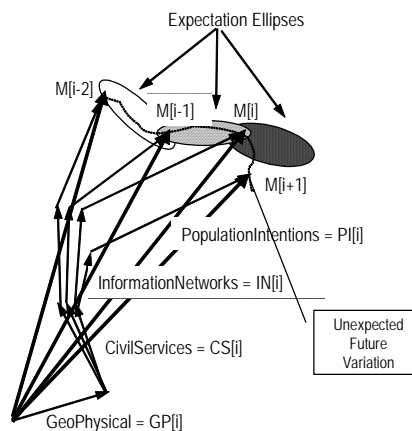 Expectation Ellipses
M[i-2]
M[i-1]
M[i]
M[i+1]
PopulationIntentions = PI[i]
InformationNetworks = IN[i]
CivilServices = CS[i]
GeoPhysical = GP[i]
Unexpected
Future
Variation